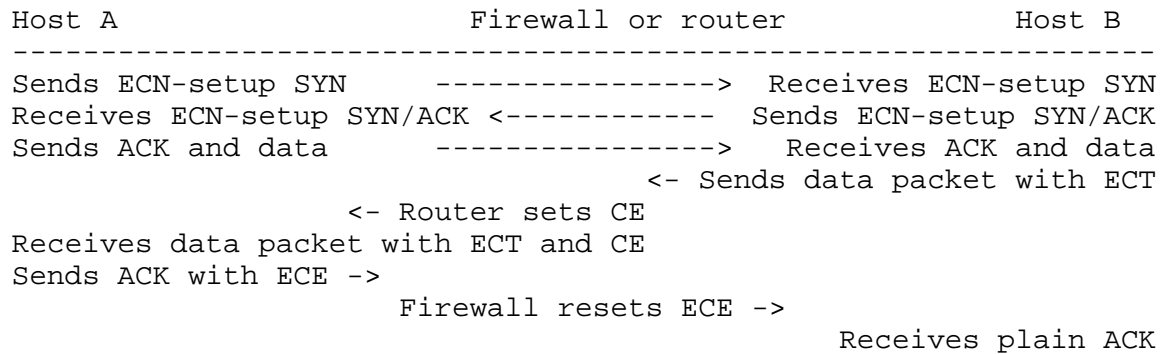 Host A                    Firewall or router             Host B
-----------------------------------------------------------------
Sends ECN-setup SYN     ----------------> Receives ECN-setup SYN
Receives ECN-setup SYN/ACK <------------  Sends ECN-setup SYN/ACK
Sends ACK and data      ---------------->   Receives ACK and data
                                    <- Sends data packet with ECT
                   <- Router sets CE
Receives data packet with ECT and CE
Sends ACK with ECE ->
                      Firewall resets ECE ->
                                               Receives plain ACK